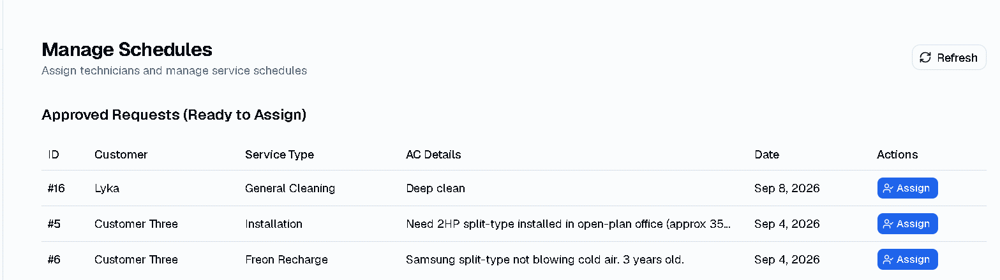 Manage Schedules
Assign technicians and manage service schedules
Refresh
Approved Requests (Ready to Assign)
ID Customer Service Type AC Details Date Actions
#16 Lyka General Cleaning Deep clean Sep 8, 2026 Assign
#5 Customer Three Installation Need 2HP split-type installed in open-plan office (approx 35... Sep 4, 2026 Assign
#6 Customer Three Freon Recharge Samsung split-type not blowing cold air. 3 years old. Sep 4, 2026 Assign